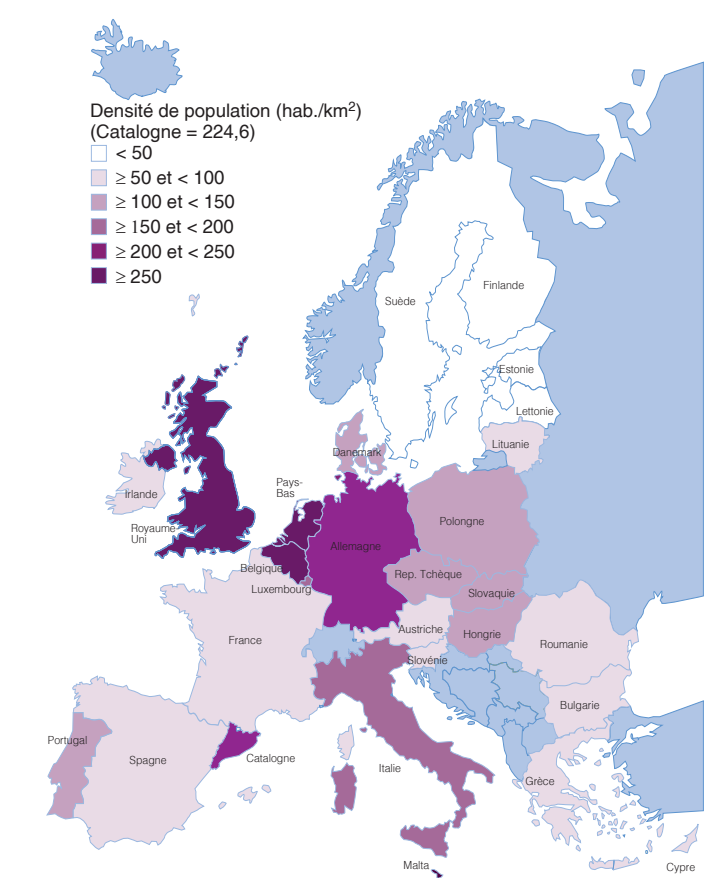 Densité de population (hab./km²)
(Catalogne = 224,6)
< 50
≥ 50 et < 100
≥ 100 et < 150
≥ 150 et < 200
≥ 200 et < 250
≥ 250
Suède
Finlande
Estonie
Lettonie
Lituanie
Danemark
Pays-
Bas
Irlande
Royaume
Uni
Polongne
Allemagne
Belgique
Luxembourg
Rep. Tchèque
Slovaquie
Austriche
Hongrie
France
Slovénie
Roumanie
Bulgarie
Portugal
Spagne
Catalogne
Italie
Grèce
Malta
Cypre